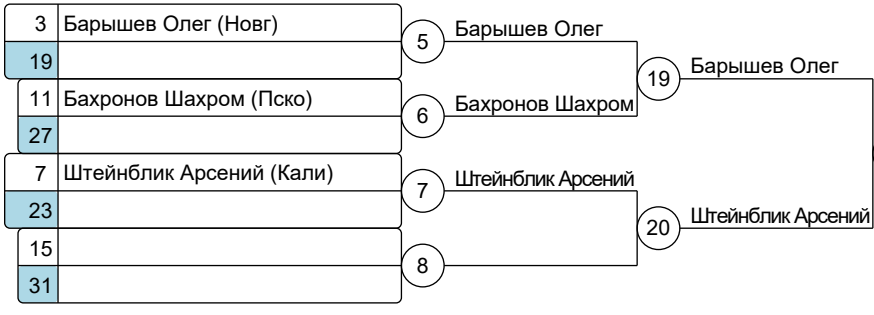 3 Барышев Олег (Новг)
19
11 Бахронов Шахром (Пско)
27
7 Штейнблик Арсений (Кали)
23
15
31
5 Барышев Олег
6 Бахронов Шахром
7 Штейнблик Арсений
8
19 Барышев Олег
20 Штейнблик Арсений